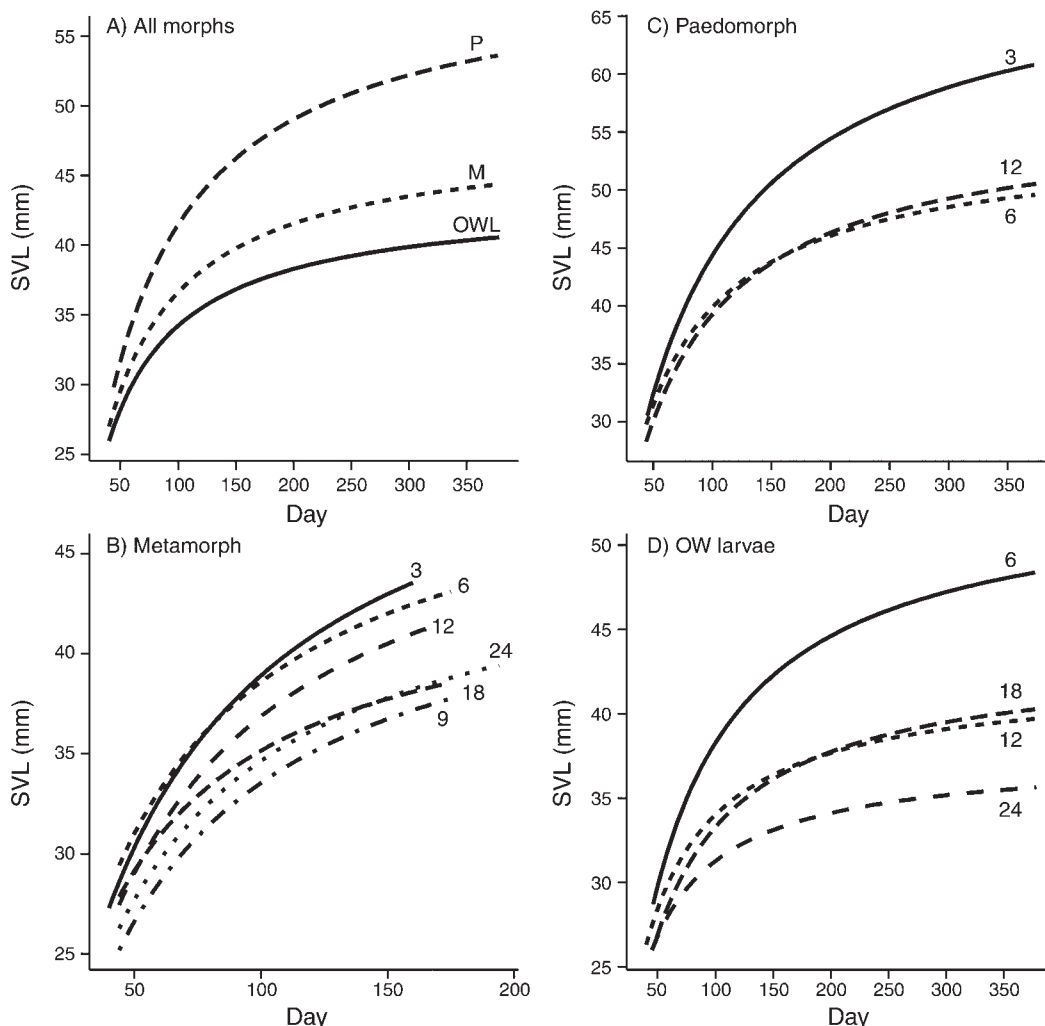 A) All morphs
55
50
45
40
35
30
25
SVL (mm)
P
M
OWL
50 100 150 200 250 300 350
Day
C) Paedomorph
65
60
55
50
45
40
35
30
SVL (mm)
3
12
6
50 100 150 200 250 300 350
Day
B) Metamorph
45
40
35
30
25
SVL (mm)
3
6
12
24
18
9
50 100 150 200
Day
D) OW larvae
50
45
40
35
30
25
SVL (mm)
6
18
12
24
50 100 150 200 250 300 350
Day